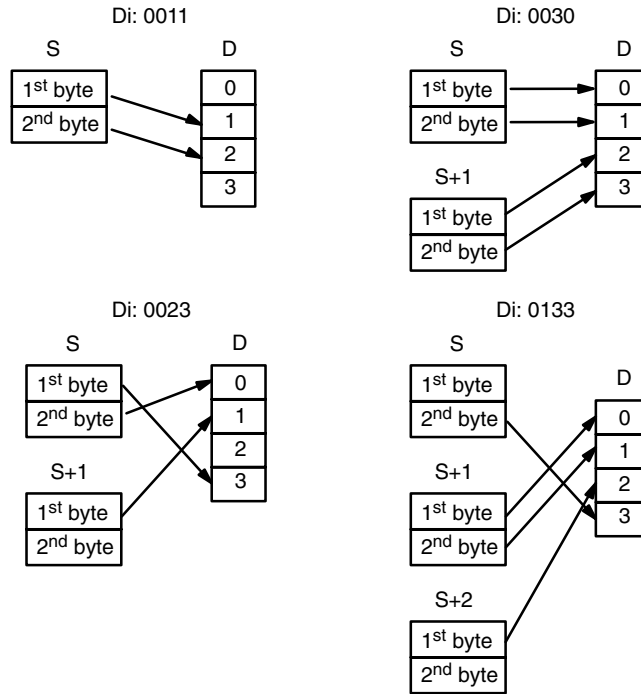 Di: 0011
S D
1st byte
2nd byte
0
1
2
3
Di: 0030
S D
1st byte
2nd byte
S+1
1st byte
2nd byte
0
1
2
3
Di: 0023
S D
1st byte
2nd byte
S+1
1st byte
2nd byte
0
1
2
3
Di: 0133
S
D
1st byte
2nd byte
S+1
1st byte
2nd byte
S+2
1st byte
2nd byte
0
1
2
3